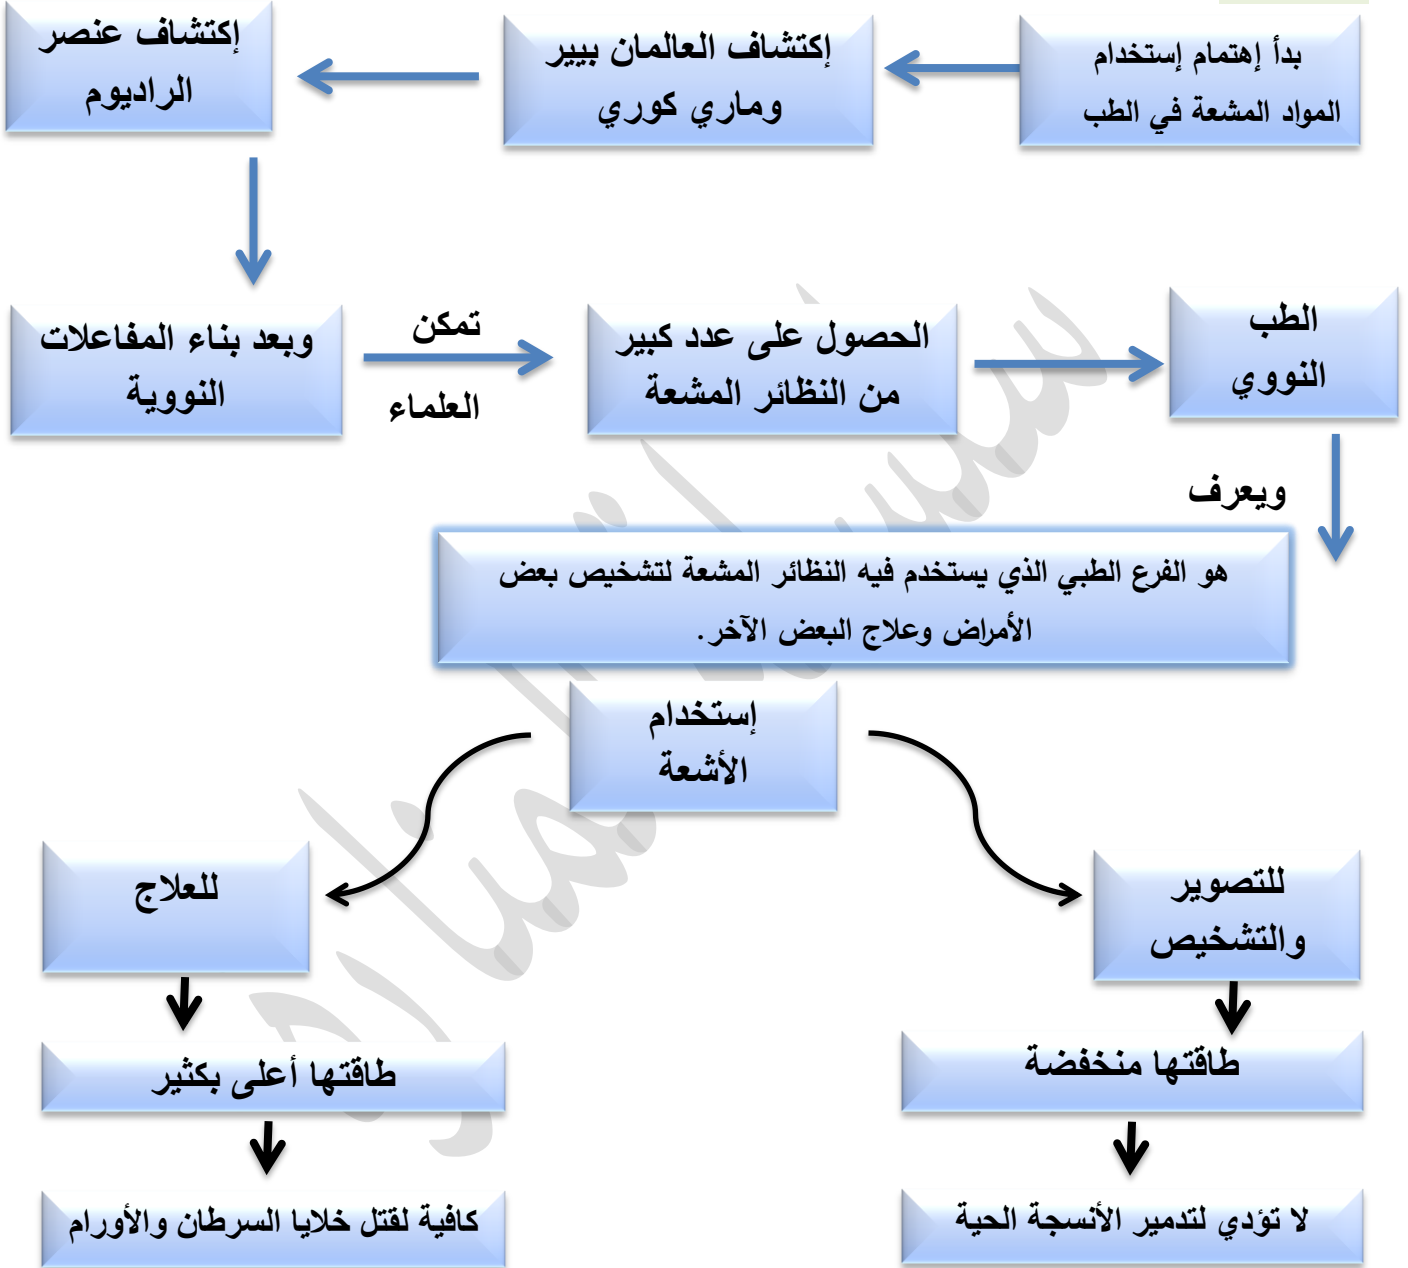 بدأ إهتمام إستخدام
المواد المشعة في الطب
إكتشاف العالمان بيير
وماري كوري
إكتشاف عنصر
الراديوم
وبعد بناء المفاعلات
النووية
تمكن
العلماء
الحصول على عدد كبير
من النظائر المشعة
الطب
النووي
ويعرف
هو الفرع الطبي الذي يستخدم فيه النظائر المشعة لتشخيص بعض
الأمراض وعلاج البعض الآخر.
إستخدام
الأشعة
للتصوير
والتشخيص
طاقتها منخفضة
لا تؤدي لتدمير الأنسجة الحية
للعلاج
طاقتها أعلى بكثير
كافية لقتل خلايا السرطان والأورام